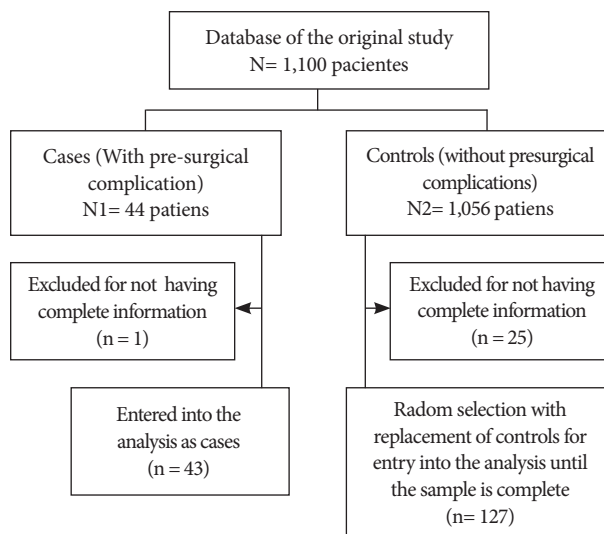 Database of the original study
N= 1,100 pacientes
Cases (With pre-surgical
complication)
N1= 44 patiens
Controls (without presurgical
complications)
N2= 1,056 patiens
Excluded for not having
complete information
(n = 1)
Excluded for not having
complete information
(n = 25)
Entered into the
analysis as cases
(n = 43)
Radom selection with
replacement of controls for
entry into the analysis until
the sample is complete
(n= 127)